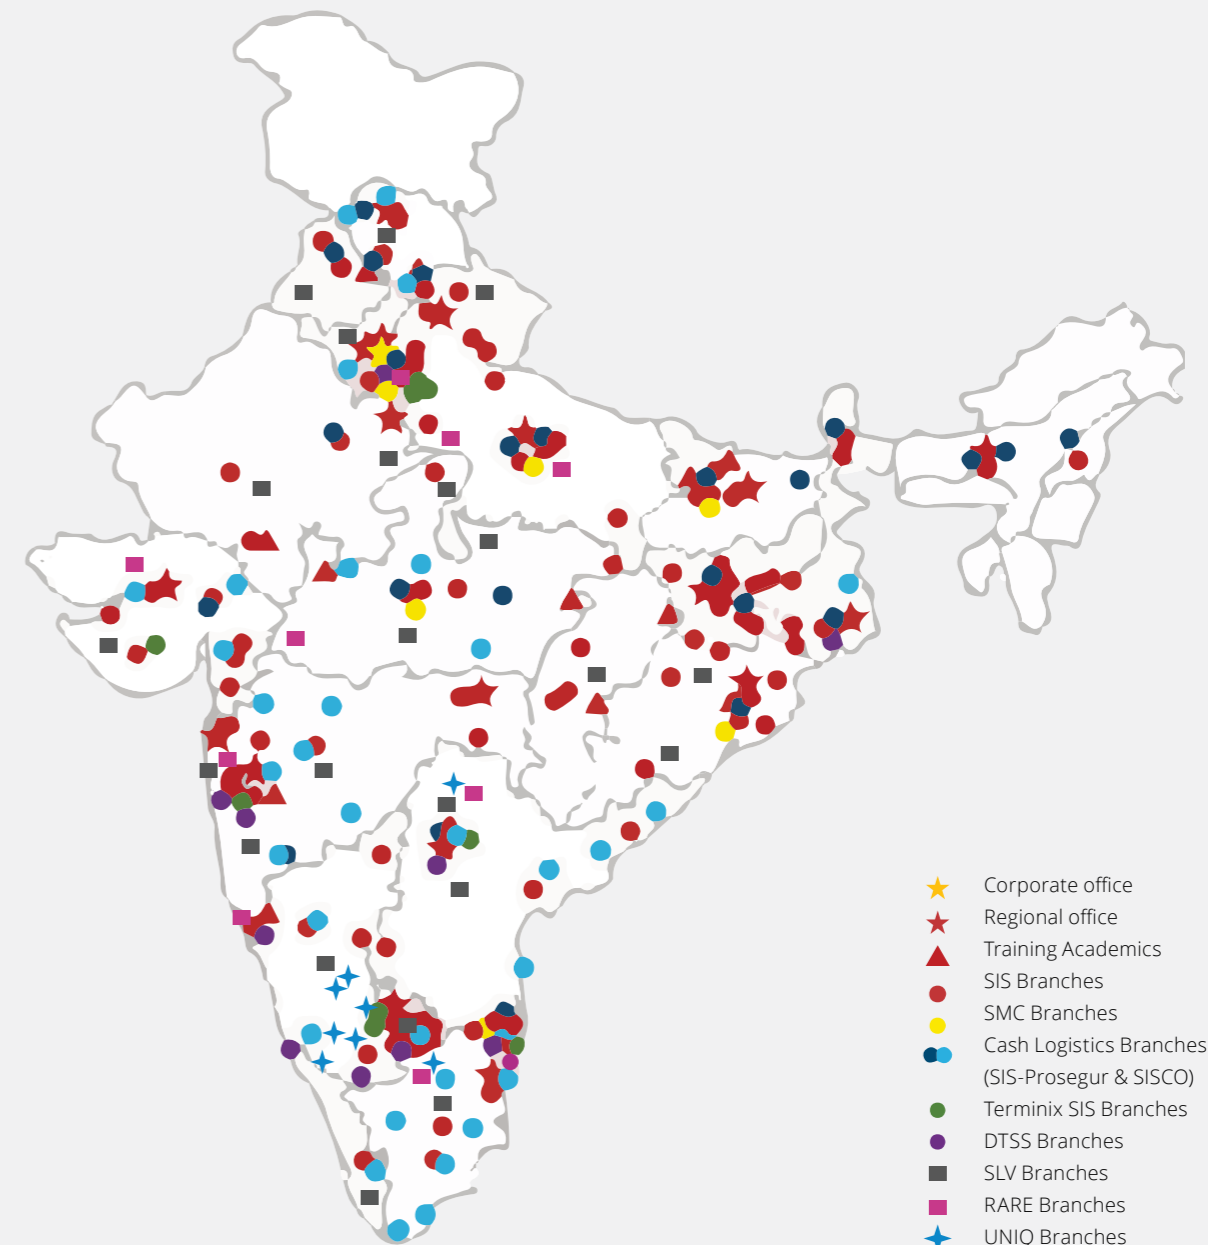 Corporate office
Regional office
Training Academics
SIS Branches
SMC Branches
Cash Logistics Branches
(SIS-Prosegur & SISCO)
Terminix SIS Branches
DTSS Branches
SLV Branches
RARE Branches
UNIQ Branches